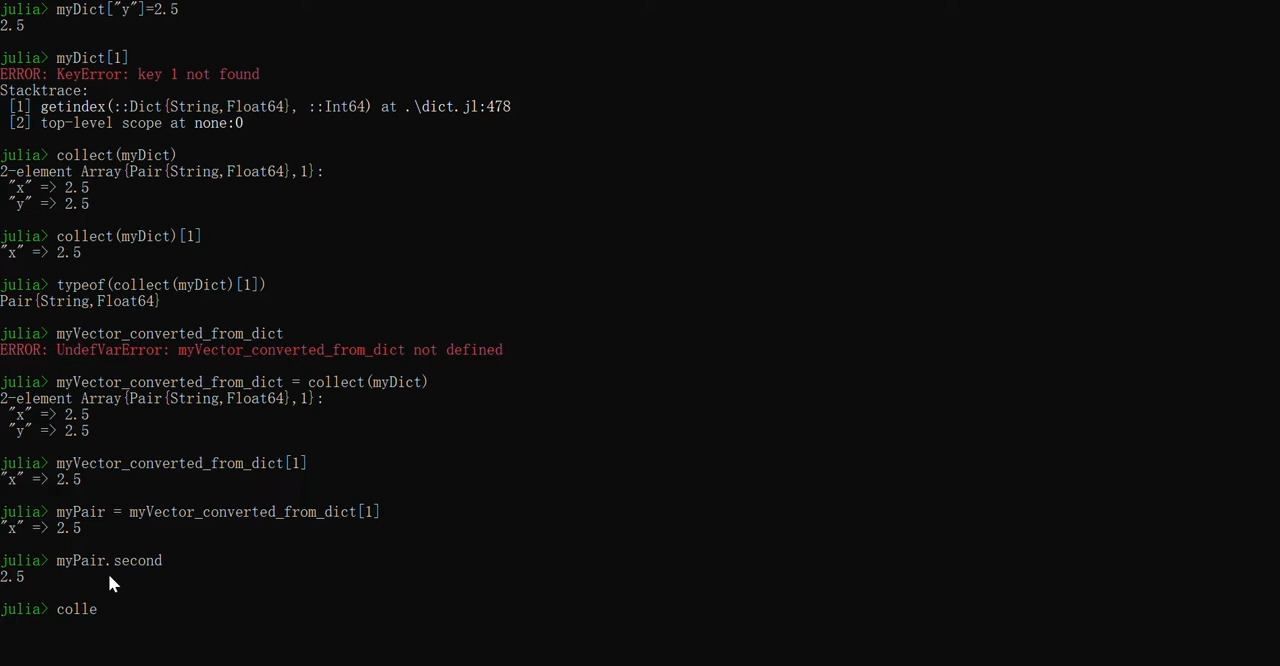 julia> myDict["y"]=2.5
2.5
julia> myDict[1]
ERROR: KeyError: key 1 not found
Stacktrace:
 [1] getindex(::Dict{String,Float64}, ::Int64) at .\dict.jl:478
 [2] top-level scope at none:0
julia> collect(myDict)
2-element Array{Pair{String,Float64},1}:
 "x" => 2.5
 "y" => 2.5
julia> collect(myDict)[1]
"x" => 2.5
julia> typeof(collect(myDict)[1])
Pair{String,Float64}
julia> myVector_converted_from_dict
ERROR: UndefVarError: myVector_converted_from_dict not defined
julia> myVector_converted_from_dict = collect(myDict)
2-element Array{Pair{String,Float64},1}:
 "x" => 2.5
 "y" => 2.5
julia> myVector_converted_from_dict[1]
"x" => 2.5
julia> myPair = myVector_converted_from_dict[1]
"x" => 2.5
julia> myPair.second
2.5
julia> colle